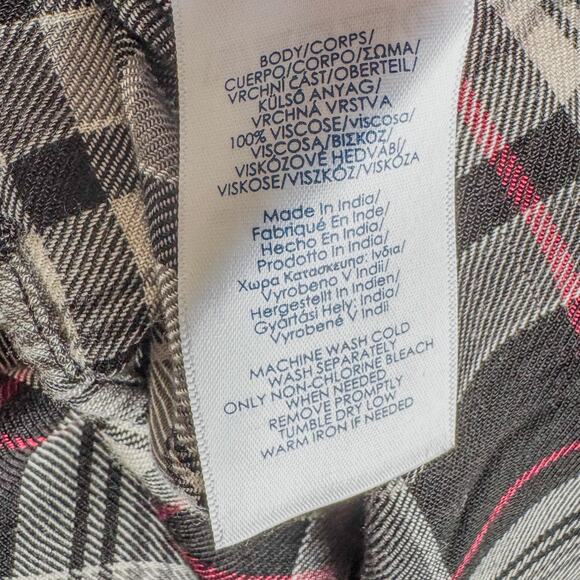 BODY/CORPS/
CUERPO/CORPO/ΣΩΜΑ/
VRCHNÍ ČÁST/OBERTEIL/
KÜLSŐ ANYAG/
VRCHNÁ VRSTVA
100% VISCOSE/viscosa/
VISCOSA/ΒΙΣΚΟΖ/
VISKÓZOVÉ HEDVÁBÍ/
VISKOSE/VISZKÓZ/VISKÓZA
Made In India/
Fabriqué En Inde/
Hecho En India/
Prodotto In India/
Χωρα Κατασκευησ: Ινδια/
Vyrobeno V Indii/
Hergestellt In Indien/
Gyártási Hely: India/
Vyrobené V Indii
MACHINE WASH COLD
WASH SEPARATELY
ONLY NON-CHLORINE BLEACH
WHEN NEEDED
REMOVE PROMPTLY
TUMBLE DRY LOW
WARM IRON IF NEEDED